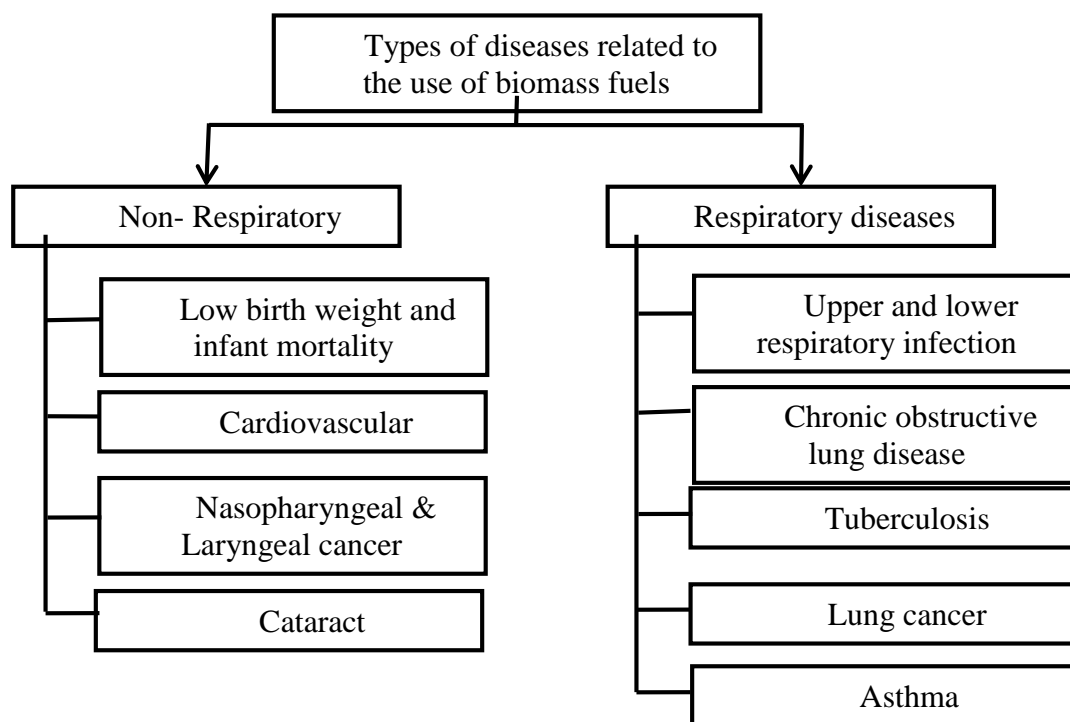 Types of diseases related to
the use of biomass fuels
Non- Respiratory
Respiratory diseases
Low birth weight and
infant mortality
Cardiovascular
Nasopharyngeal &
Laryngeal cancer
Cataract
Upper and lower
respiratory infection
Chronic obstructive
lung disease
Tuberculosis
Lung cancer
Asthma